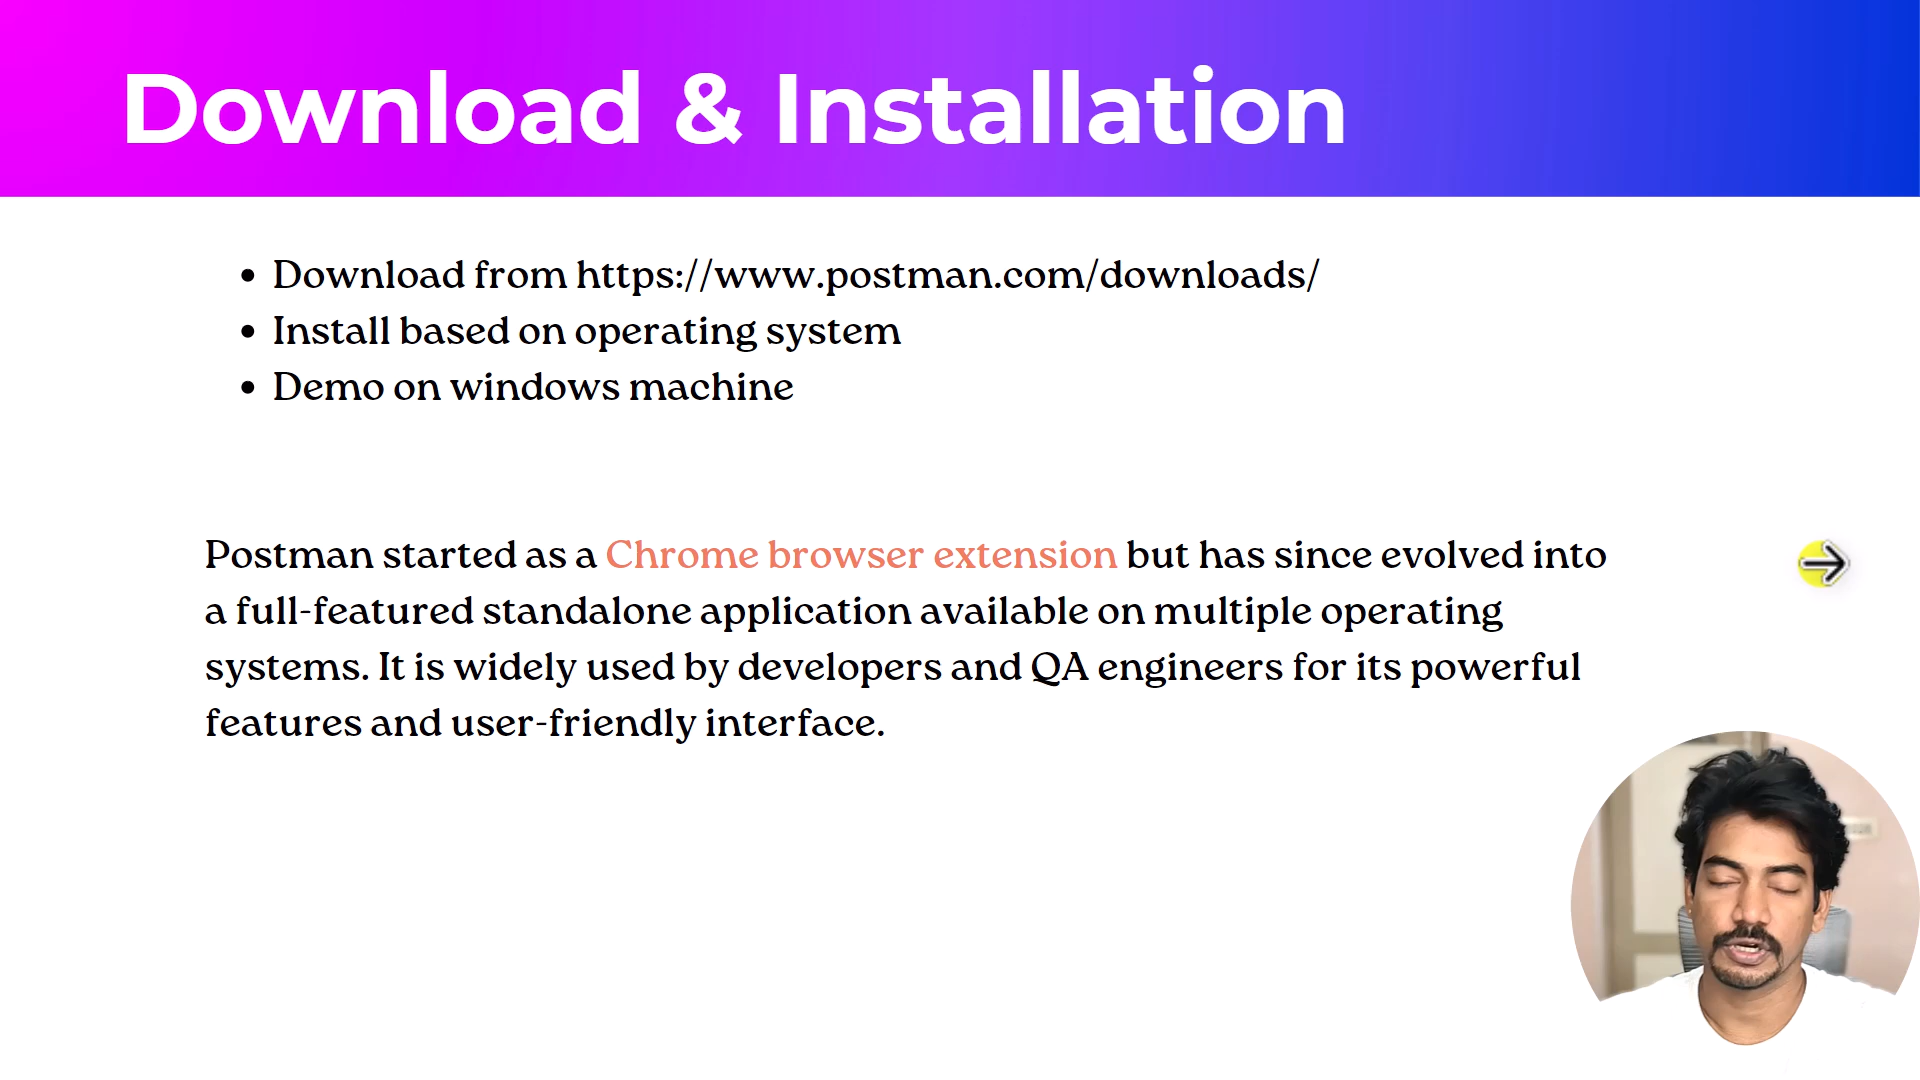 Download & Installation
• Download from https://www.postman.com/downloads/
• Install based on operating system
• Demo on windows machine
Postman started as a Chrome browser extension but has since evolved into
a full-featured standalone application available on multiple operating
systems. It is widely used by developers and QA engineers for its powerful
features and user-friendly interface.